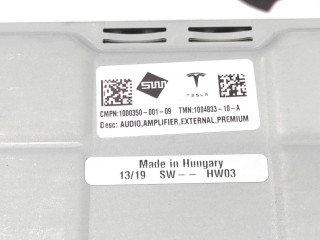 SW
TESLA
CMPN:1000350-001-09 TMN:1004833-10-A
Desc: AUDIO,AMPLIFIER,EXTERNAL,PREMIUM
Made in Hungary
13/19 SW-- HW03